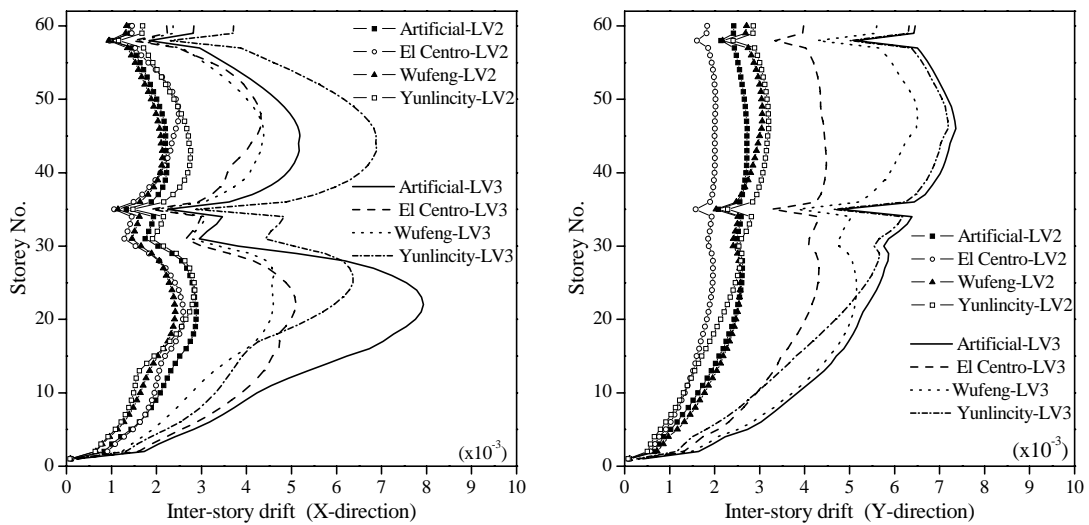 60
50
40
30
20
10
0
Storey No.
0 1 2 3 4 5 6 7 8 9 10
Inter-story drift (X-direction)
Artificial-LV2
El Centro-LV2
Wufeng-LV2
Yunlincity-LV2
Artificial-LV3
El Centro-LV3
Wufeng-LV3
Yunlincity-LV3
(x10-3)
60
50
40
30
20
10
0
Storey No.
0 1 2 3 4 5 6 7 8 9 10
Inter-story drift (Y-direction)
Artificial-LV2
El Centro-LV2
Wufeng-LV2
Yunlincity-LV2
Artificial-LV3
El Centro-LV3
Wufeng-LV3
Yunlincity-LV3
(x10-3)